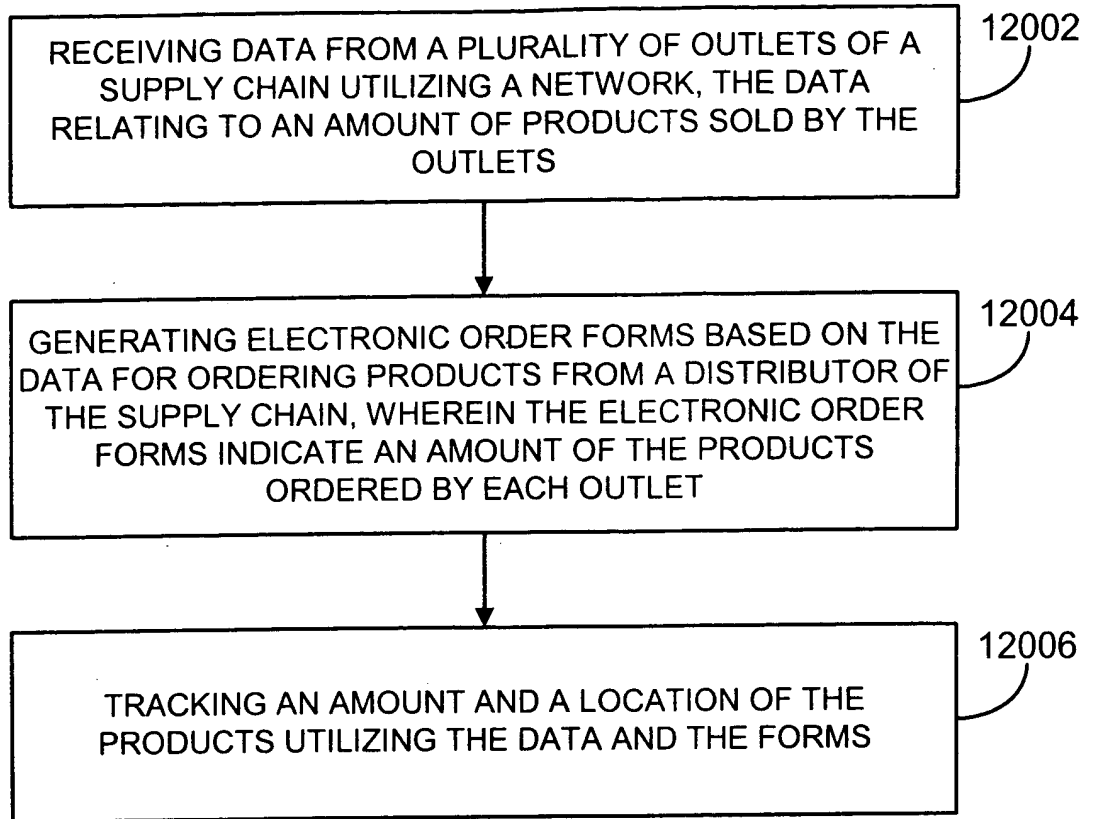 12002
RECEIVING DATA FROM A PLURALITY OF OUTLETS OF A
SUPPLY CHAIN UTILIZING A NETWORK, THE DATA
RELATING TO AN AMOUNT OF PRODUCTS SOLD BY THE
OUTLETS
12004
GENERATING ELECTRONIC ORDER FORMS BASED ON THE
DATA FOR ORDERING PRODUCTS FROM A DISTRIBUTOR OF
THE SUPPLY CHAIN, WHEREIN THE ELECTRONIC ORDER
FORMS INDICATE AN AMOUNT OF THE PRODUCTS
ORDERED BY EACH OUTLET
12006
TRACKING AN AMOUNT AND A LOCATION OF THE
PRODUCTS UTILIZING THE DATA AND THE FORMS